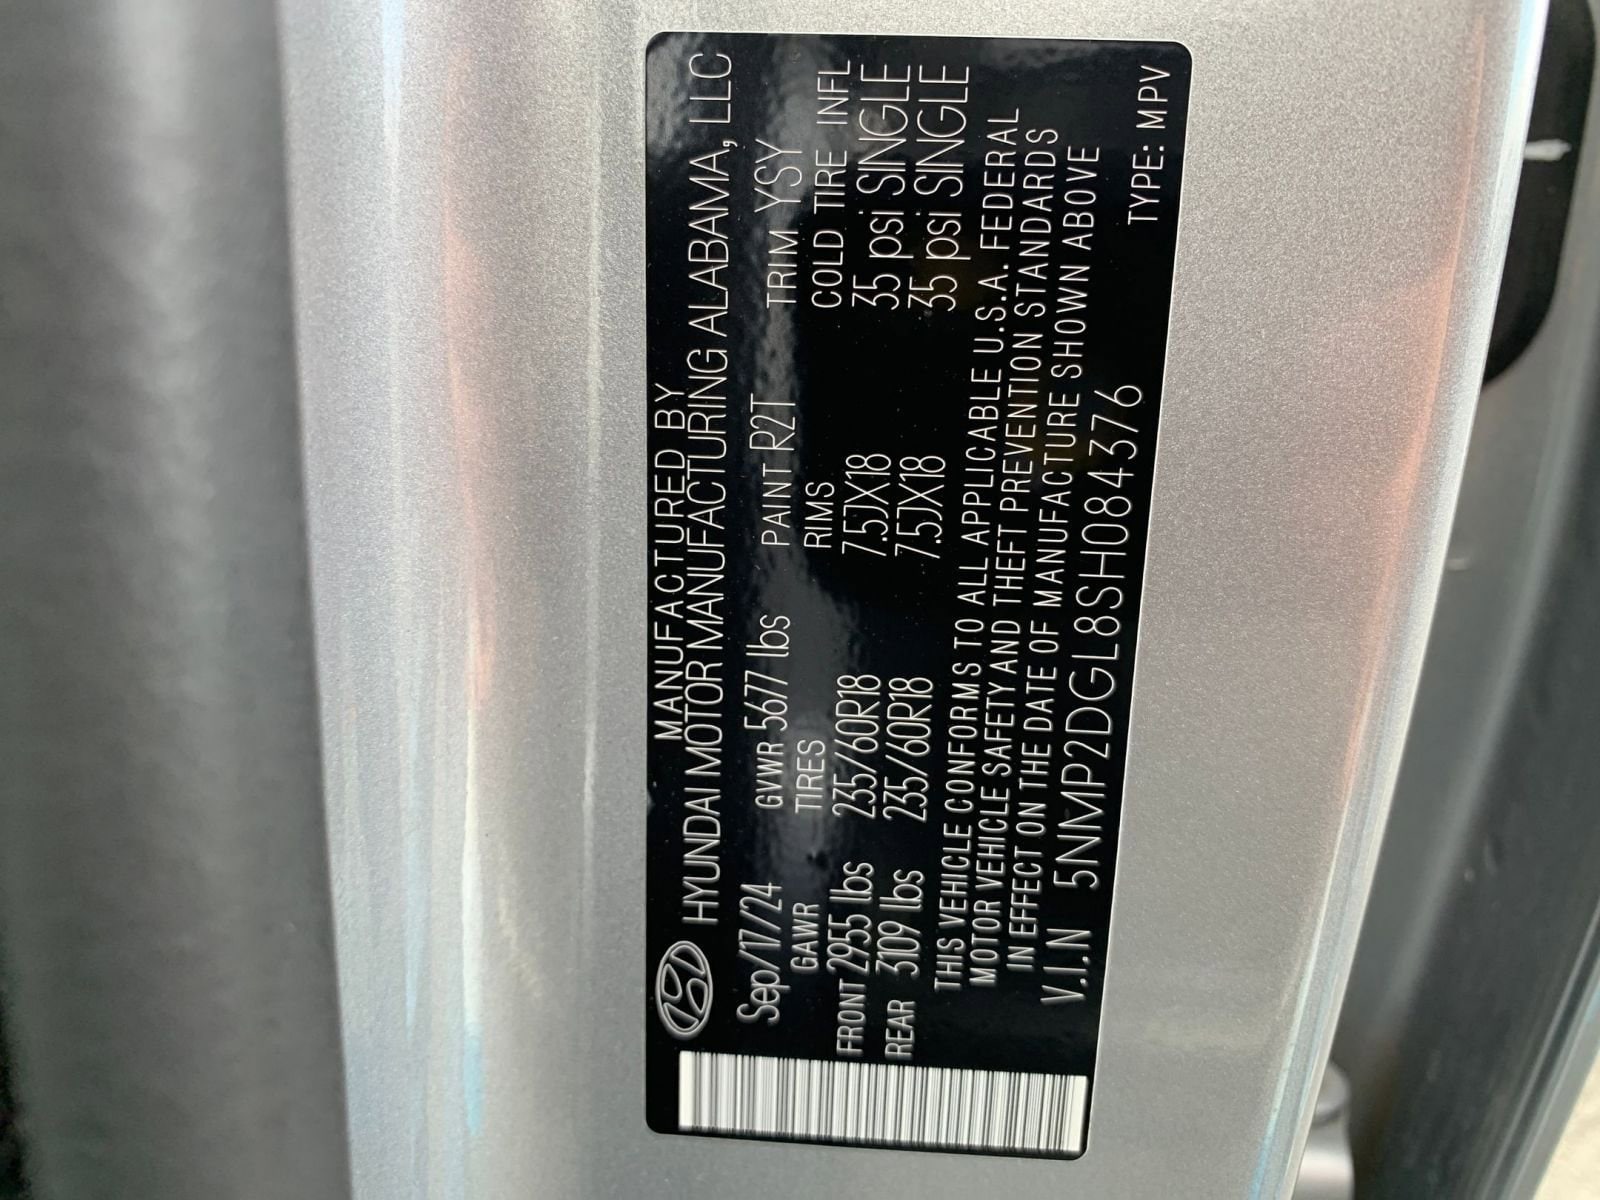 MANUFACTURED BY
HYUNDAI MOTOR MANUFACTURING ALABAMA, LLC
Sep/17/24 GVWR 5677 lbs PAINT R2T TRIM YSY
GAWR TIRES RIMS COLD TIRE INFL
FRONT 2955 lbs 235/60R18 7.5JX18 35 psi SINGLE
REAR 3109 lbs 235/60R18 7.5JX18 35 psi SINGLE
THIS VEHICLE CONFORMS TO ALL APPLICABLE U.S.A. FEDERAL
MOTOR VEHICLE SAFETY AND THEFT PREVENTION STANDARDS
IN EFFECT ON THE DATE OF MANUFACTURE SHOWN ABOVE
V.I.N 5NMP2DGL8SH084376 TYPE: MPV